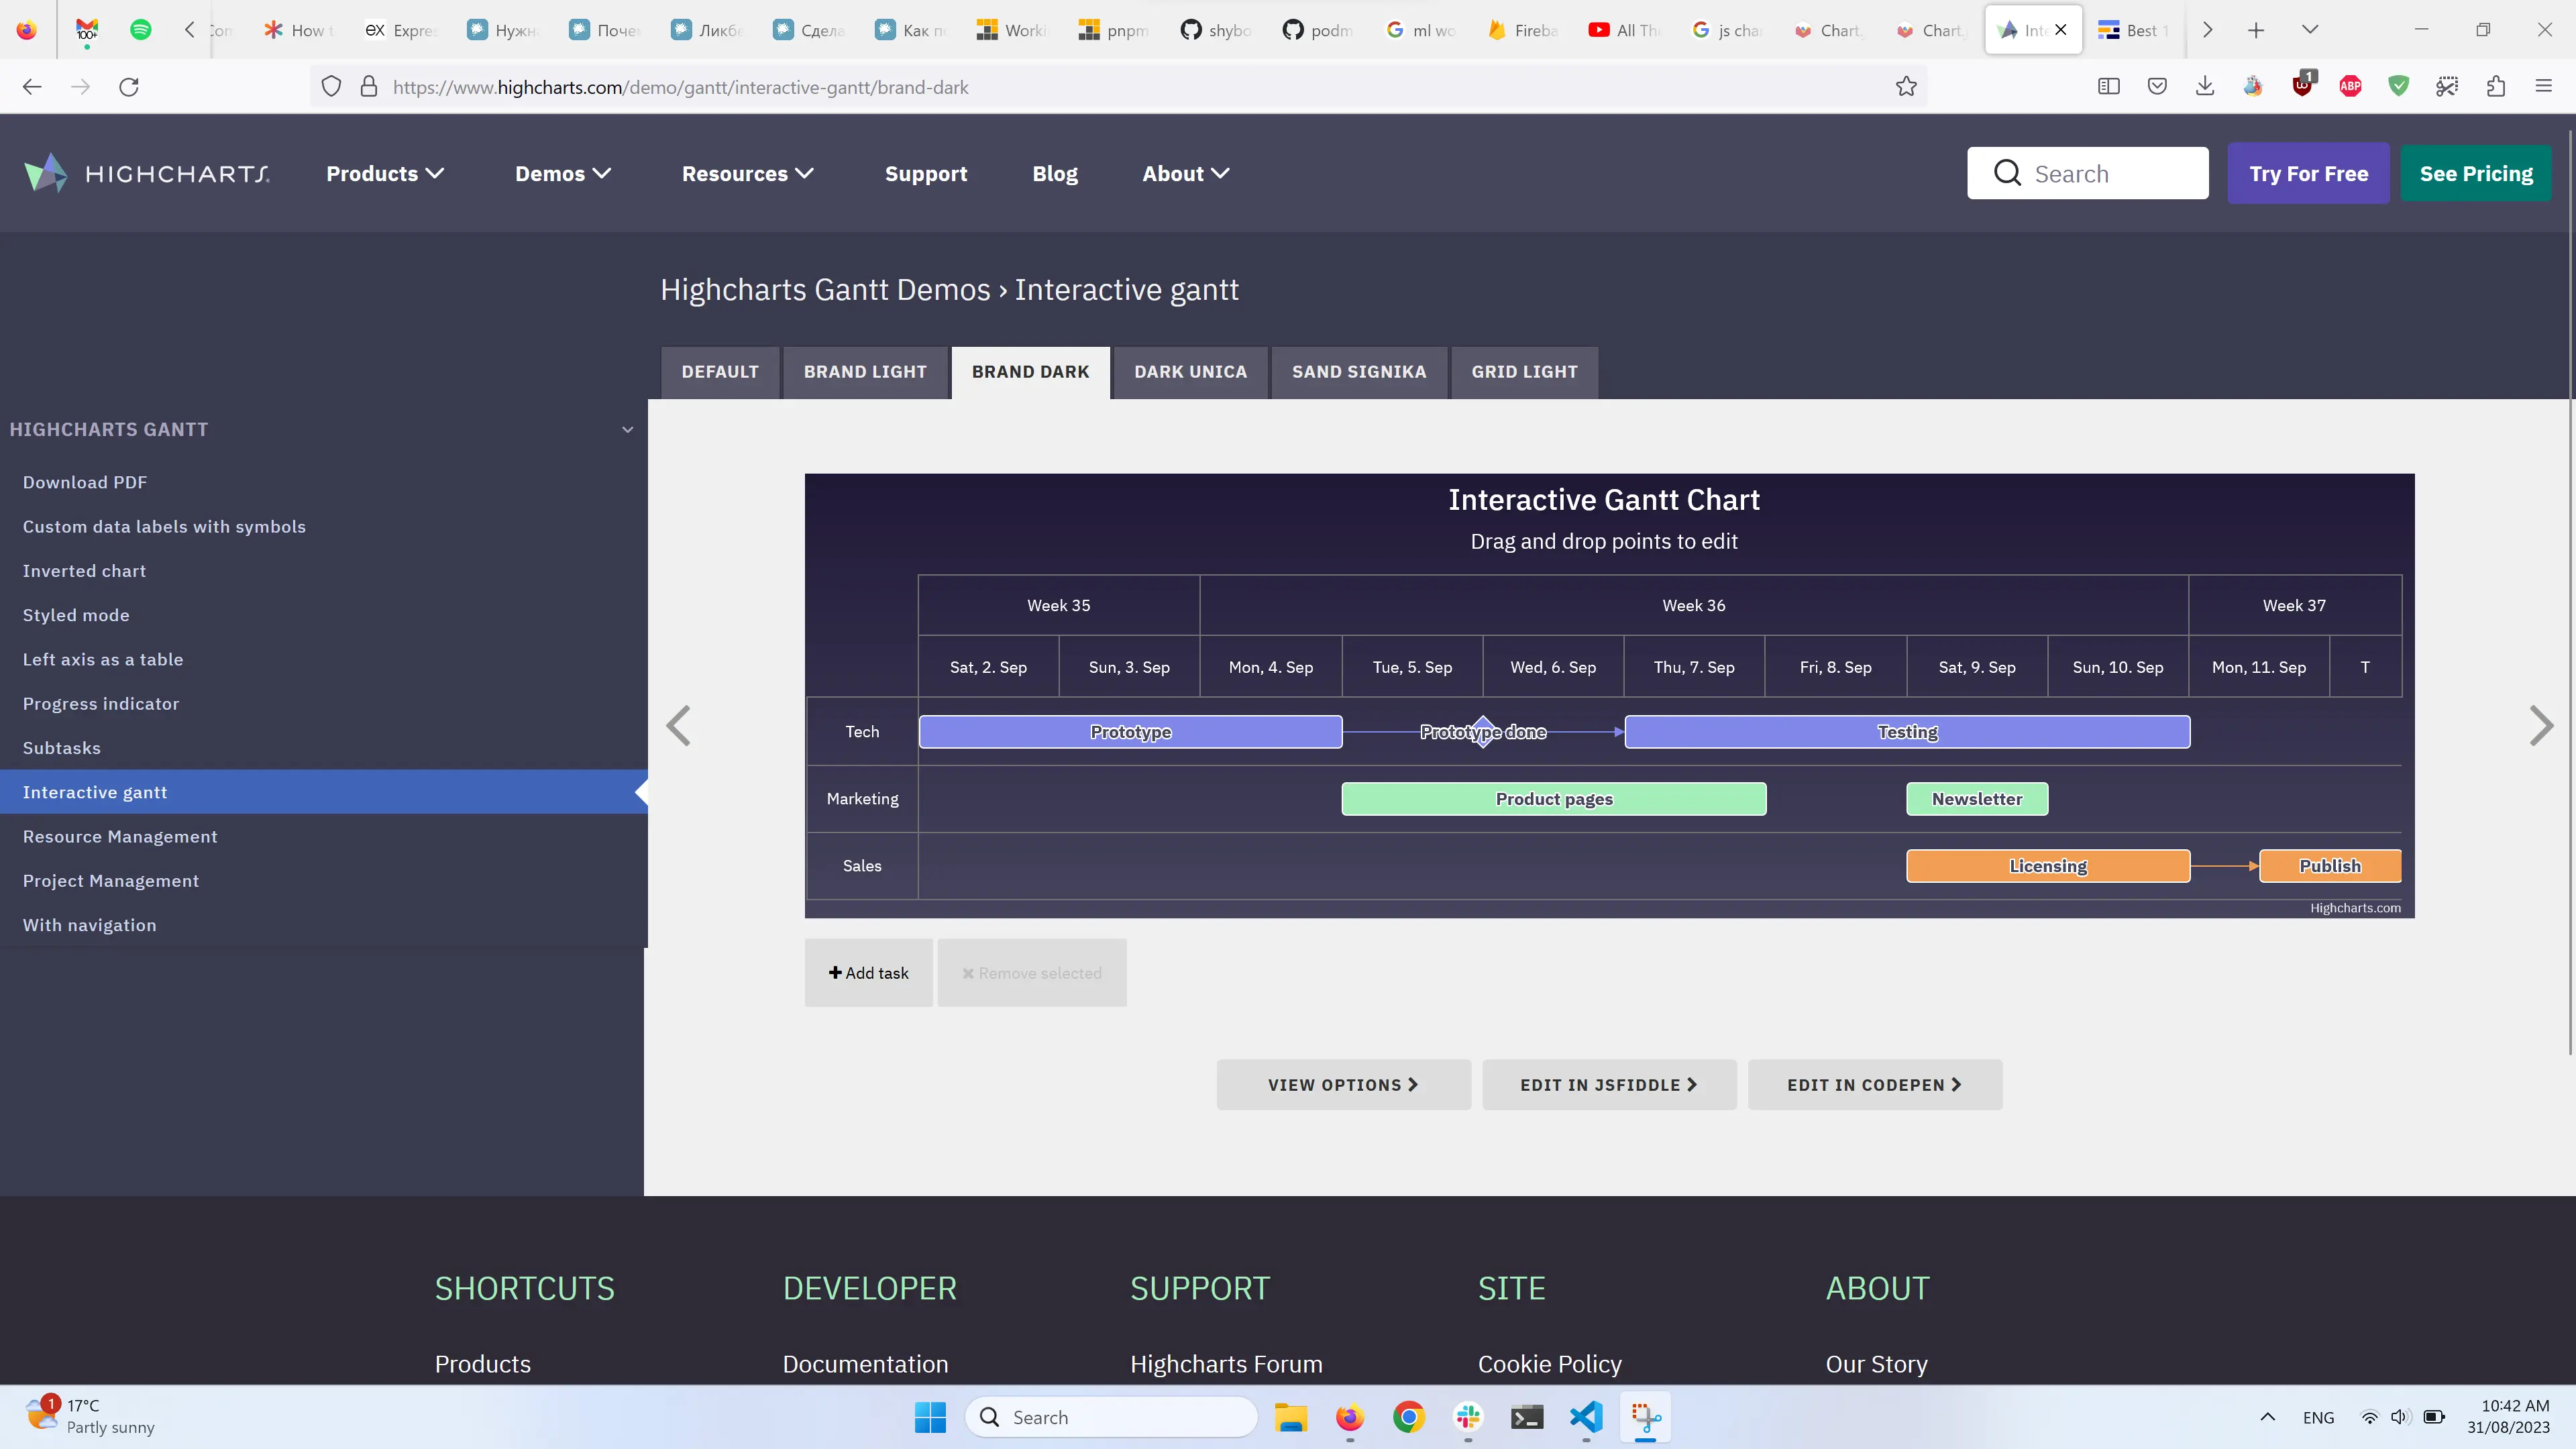 100+
How t
Expre
Нужн
Поче
Ликбе
Сдела
Как п
Worki
pnpm
shybo
podm
ml wo
Fireba
All Th
js cha
Chart.
Chart.
Inte
Best 1
https://www.highcharts.com/demo/gantt/interactive-gantt/brand-dark
1
ABP
HIGHCHARTS
Products
Demos
Resources
Support
Blog
About
Search
Try For Free
See Pricing
Highcharts Gantt Demos › Interactive gantt
DEFAULT
BRAND LIGHT
BRAND DARK
DARK UNICA
SAND SIGNIKA
GRID LIGHT
HIGHCHARTS GANTT
Download PDF
Custom data labels with symbols
Inverted chart
Styled mode
Left axis as a table
Progress indicator
Subtasks
Interactive gantt
Resource Management
Project Management
With navigation
Interactive Gantt Chart
Drag and drop points to edit
Week 35
Week 36
Week 37
Sat, 2. Sep
Sun, 3. Sep
Mon, 4. Sep
Tue, 5. Sep
Wed, 6. Sep
Thu, 7. Sep
Fri, 8. Sep
Sat, 9. Sep
Sun, 10. Sep
Mon, 11. Sep
T
Tech
Prototype
Prototype done
Testing
Marketing
Product pages
Newsletter
Sales
Licensing
Publish
Highcharts.com
+ Add task
✖ Remove selected
VIEW OPTIONS
EDIT IN JSFIDDLE
EDIT IN CODEPEN
SHORTCUTS
DEVELOPER
SUPPORT
SITE
ABOUT
Products
Documentation
Highcharts Forum
Cookie Policy
Our Story
1
17°C
Partly sunny
Search
ENG
10:42 AM
31/08/2023